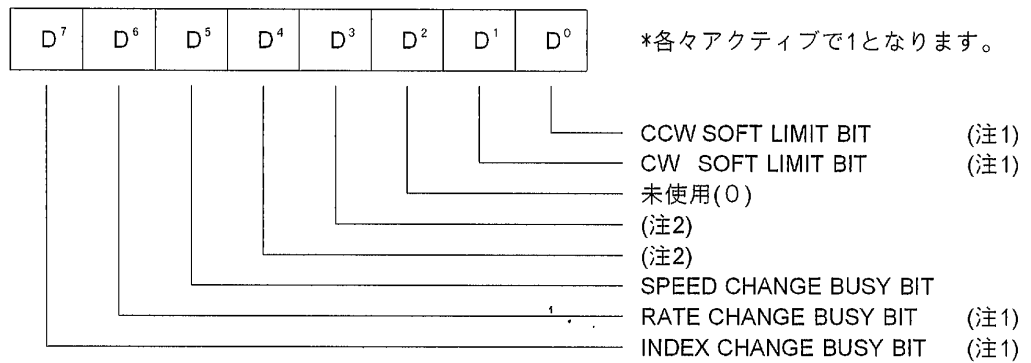 D⁷ D⁶ D⁵ D⁴ D³ D² D¹ D⁰ *各々アクティブで1となります。
CCW SOFT LIMIT BIT (注1)
CW SOFT LIMIT BIT (注1)
未使用(0)
(注2)
(注2)
SPEED CHANGE BUSY BIT
RATE CHANGE BUSY BIT (注1)
INDEX CHANGE BUSY BIT (注1)